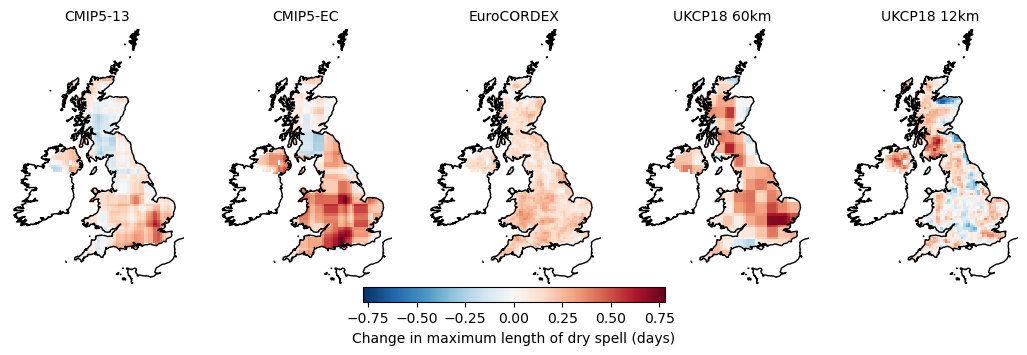 CMIP5-13 CMIP5-EC EuroCORDEX UKCP18 60km UKCP18 12km
−0.75 −0.50 −0.25 0.00 0.25 0.50 0.75
Change in maximum length of dry spell (days)